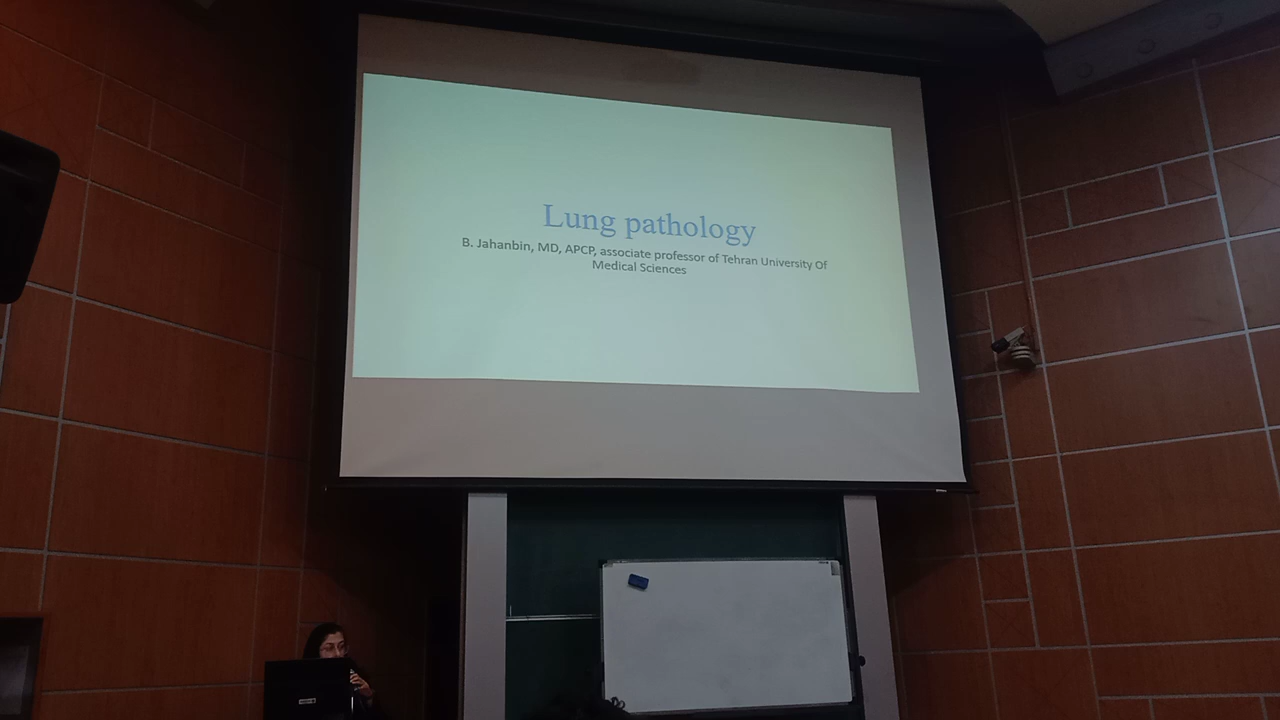 Lung pathology
B. Jahanbin, MD, APCP, associate professor of Tehran University Of
Medical Sciences